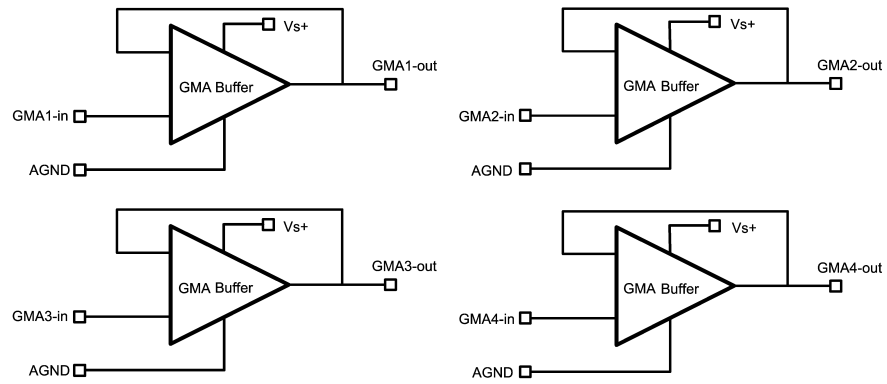 Vs+
GMA1-out
GMA Buffer
GMA1-in
AGND
Vs+
GMA2-out
GMA Buffer
GMA2-in
AGND
Vs+
GMA3-out
GMA Buffer
GMA3-in
AGND
Vs+
GMA4-out
GMA Buffer
GMA4-in
AGND